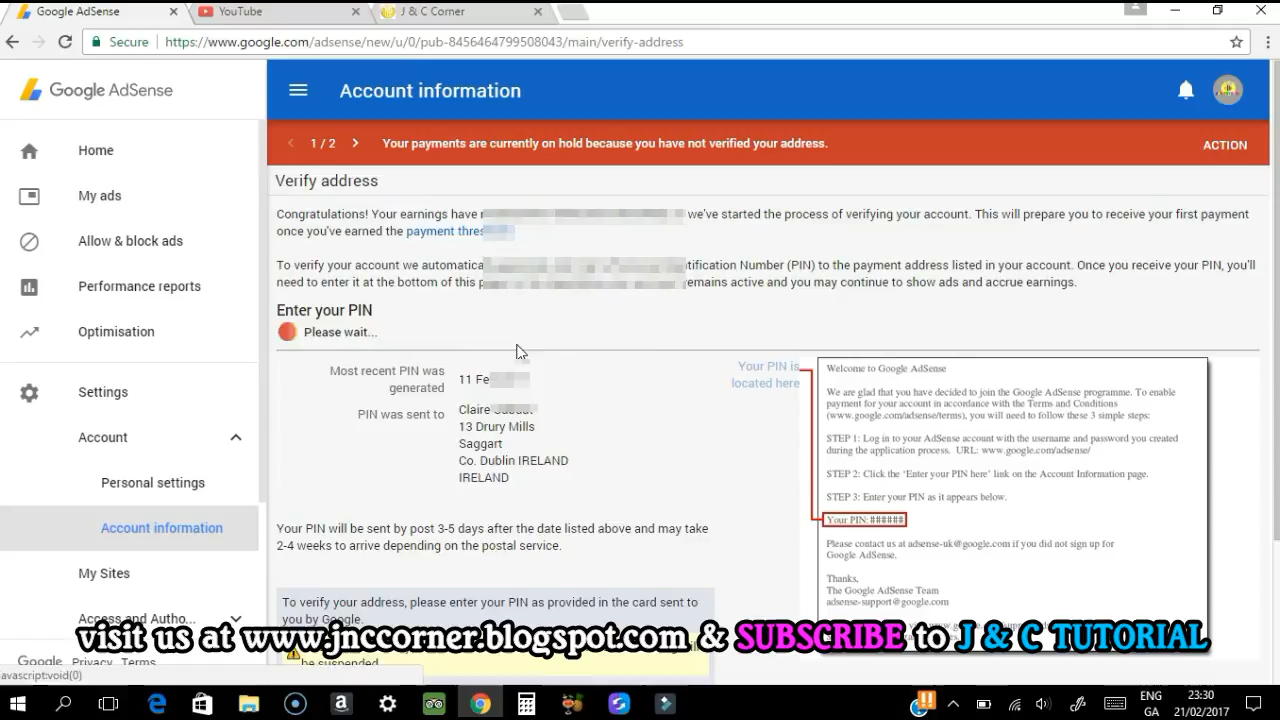 Google AdSense
YouTube
J & C Corner
Secure
https://www.google.com/adsense/new/u/0/pub-8456464799508043/main/verify-address
Google AdSense
Account information
1 / 2
Your payments are currently on hold because you have not verified your address.
ACTION
Home
My ads
Allow & block ads
Performance reports
Optimisation
Settings
Account
Personal settings
Account information
My Sites
Access and Autho...
Google Privacy Terms
javascript:void(0)
Verify address
Congratulations! Your earnings have we've started the process of verifying your account. This will prepare you to receive your first payment
once you've earned the payment thres
To verify your account we automatica tification Number (PIN) to the payment address listed in your account. Once you receive your PIN, you'll
need to enter it at the bottom of this remains active and you may continue to show ads and accrue earnings.
Enter your PIN
Please wait...
Most recent PIN was
generated
11 Fe
PIN was sent to
Claire
13 Drury Mills
Saggart
Co. Dublin IRELAND
IRELAND
Your PIN will be sent by post 3-5 days after the date listed above and may take
2-4 weeks to arrive depending on the postal service.
To verify your address, please enter your PIN as provided in the card sent to
you by Google.
be suspended
Your PIN is
located here
Welcome to Google AdSense
We are glad that you have decided to join the Google AdSense programme. To enable
payment for your account in accordance with the Terms and Conditions
(www.google.com/adsense/terms), you will need to follow these 3 simple steps:
STEP 1: Log in to your AdSense account with the username and password you created
during the application process. URL: www.google.com/adsense/
STEP 2: Click the 'Enter your PIN here' link on the Account Information page.
STEP 3: Enter your PIN as it appears below.
Your PIN: ######
Please contact us at adsense-uk@google.com if you did not sign up for
Google AdSense.
Thanks,
The Google AdSense Team
adsense-support@google.com
visit us at www.jnccorner.blogspot.com & SUBSCRIBE to J & C TUTORIAL
ENG
GA
23:30
21/02/2017